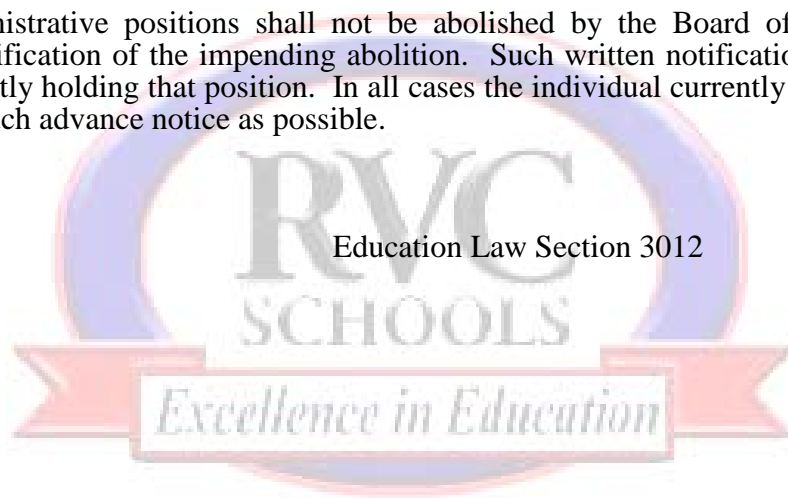 ministrative positions shall not be abolished by the Board of
ification of the impending abolition. Such written notificatio
tly holding that position. In all cases the individual currently
ch advance notice as possible.
Education Law Section 3012
RVC
SCHOOLS
Excellence in Education